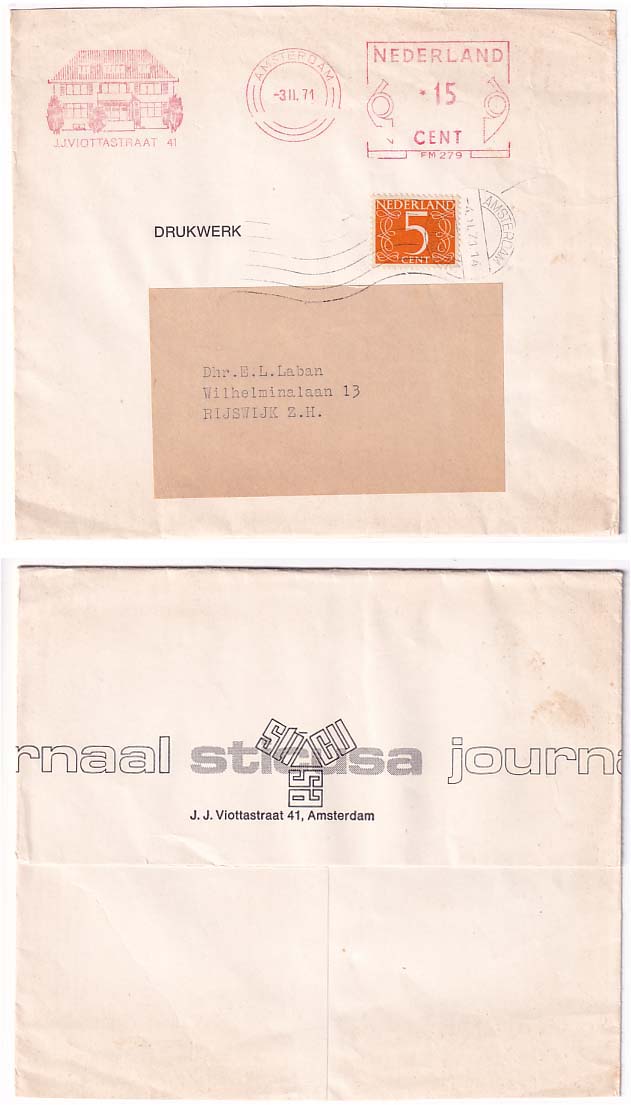 J.J.VIOTTASTRAAT 41
AMSTERDAM
-3 II. 71
NEDERLAND
* 15
CENT
FM 279
NEDERLAND
5
CENT
AMSTERDAM
DRUKWERK
Dhr.E.L.Laban
Wilhelminalaan 13
RIJSWIJK Z.H.
rnaal sticusa journa
J. J. Viottastraat 41, Amsterdam